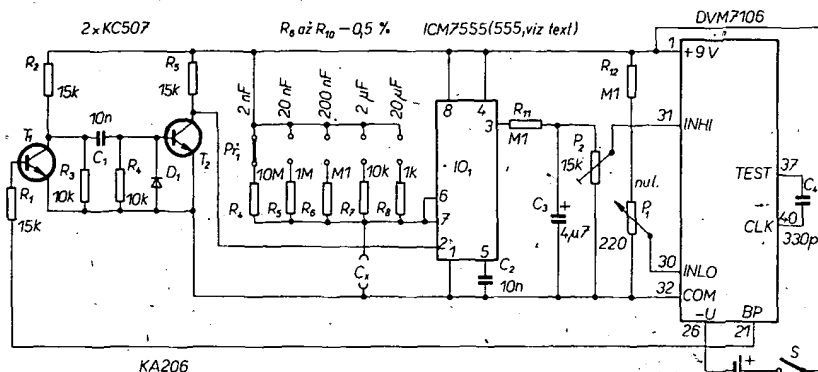 2xKC507
R₆ až R₁₀ – 0,5 %
ICM7555(555, viz text)
DVM7106
R₂
15k
R₅
15k
2 nF
20 nF
200 nF
2 µF
20 µF
8
4
R₁₂
M1
1
+9V
T₁
10n
C₁
R₃
10k
R₄
10k
D₁
T₂
Př₁
10M
R₄
1M
R₅
M1
R₆
10k
R₇
1k
R₈
IO₁
3
6
7
2
1
5
R₁₁
M1
C₃
+
4µ7
P₂
15k
nul.
P₁
220
31
INHI
TEST
37
C₄
40
CLK
330p
30
INLO
32
COM
R₁
15k
Cₓ
C₂
10n
-U
BP
26
21
KA206
+
S